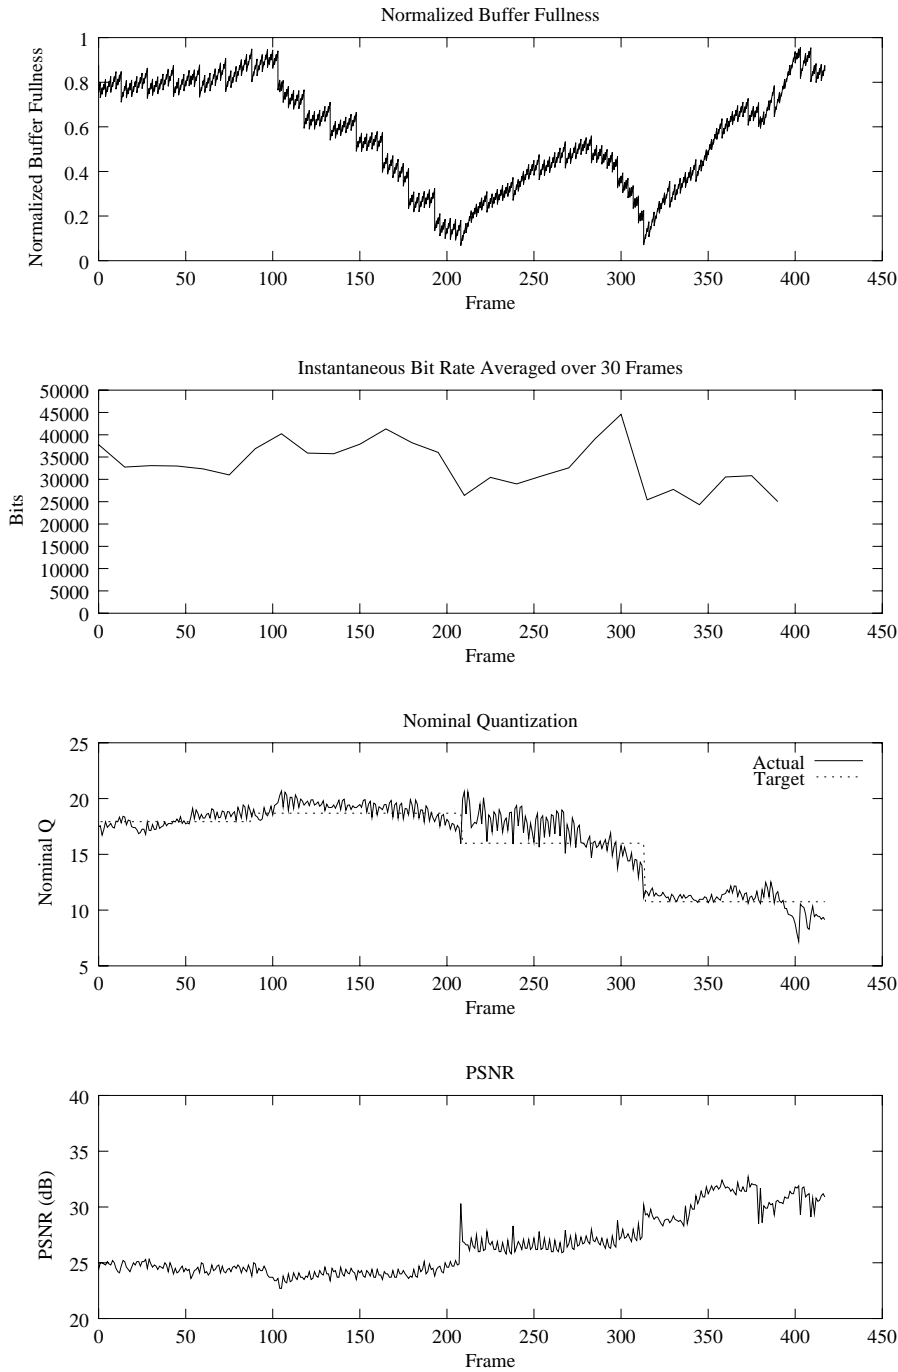 Normalized Buffer Fullness
Normalized Buffer Fullness
1
0.8
0.6
0.4
0.2
0
0 50 100 150 200 250 300 350 400 450
Frame
Instantaneous Bit Rate Averaged over 30 Frames
Bits
50000
45000
40000
35000
30000
25000
20000
15000
10000
5000
0
0 50 100 150 200 250 300 350 400 450
Frame
Nominal Quantization
Nominal Q
25
20
15
10
5
Actual
Target
0 50 100 150 200 250 300 350 400 450
Frame
PSNR
PSNR (dB)
40
35
30
25
20
0 50 100 150 200 250 300 350 400 450
Frame